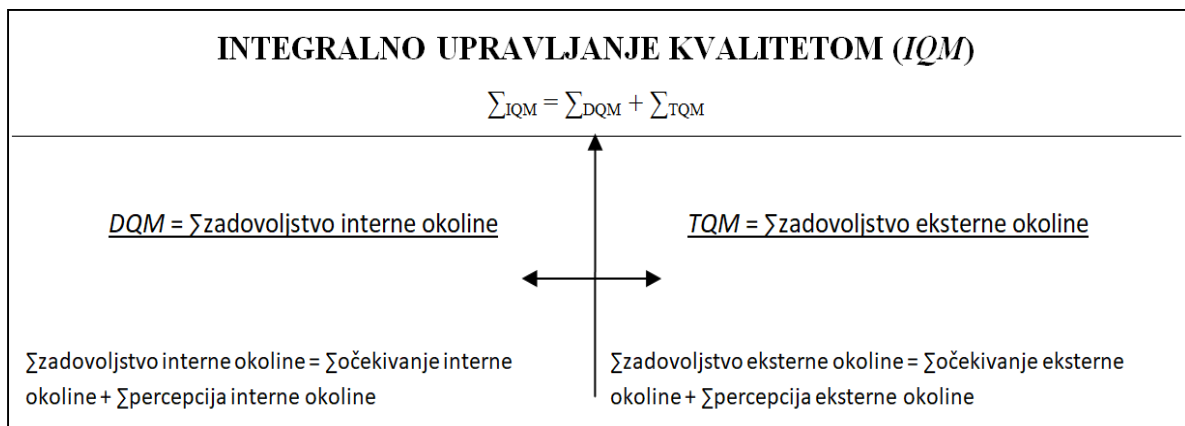 INTEGRALNO UPRAVLJANJE KVALITETOM (IQM)
∑IQM = ∑DQM + ∑TQM
DQM = ∑zadovoljstvo interne okoline
TQM = ∑zadovoljstvo eksterne okoline
∑zadovoljstvo interne okoline = ∑očekivanje interne
okoline + ∑percepcija interne okoline
∑zadovoljstvo eksterne okoline = ∑očekivanje eksterne
okoline + ∑percepcija eksterne okoline